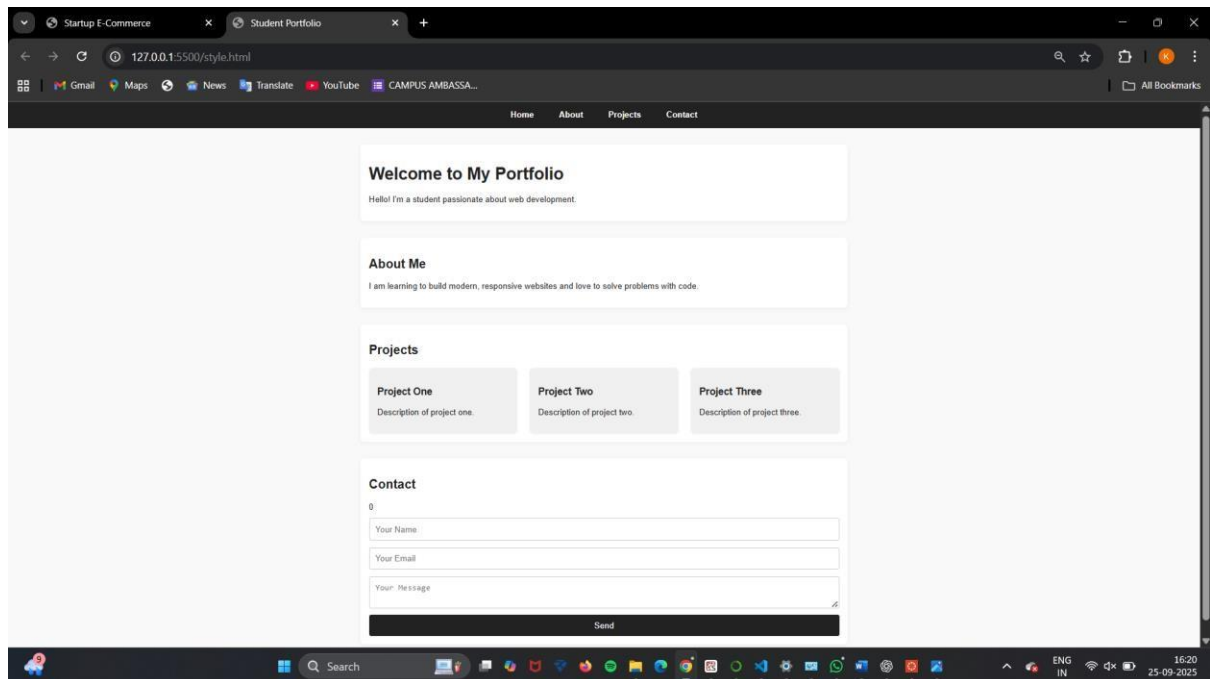 Startup E-Commerce
Student Portfolio
127.0.0.1:5500/style.html
K
Gmail Maps News Translate YouTube CAMPUS AMBASSA...
All Bookmarks
Home About Projects Contact
Welcome to My Portfolio
Hello! I'm a student passionate about web development.
About Me
I am learning to build modern, responsive websites and love to solve problems with code.
Projects
Project One Project Two Project Three
Description of project one. Description of project two. Description of project three.
Contact
0
Your Name
Your Email
Your Message
Send
9
Search
ENG
IN
16:20
25-09-2025